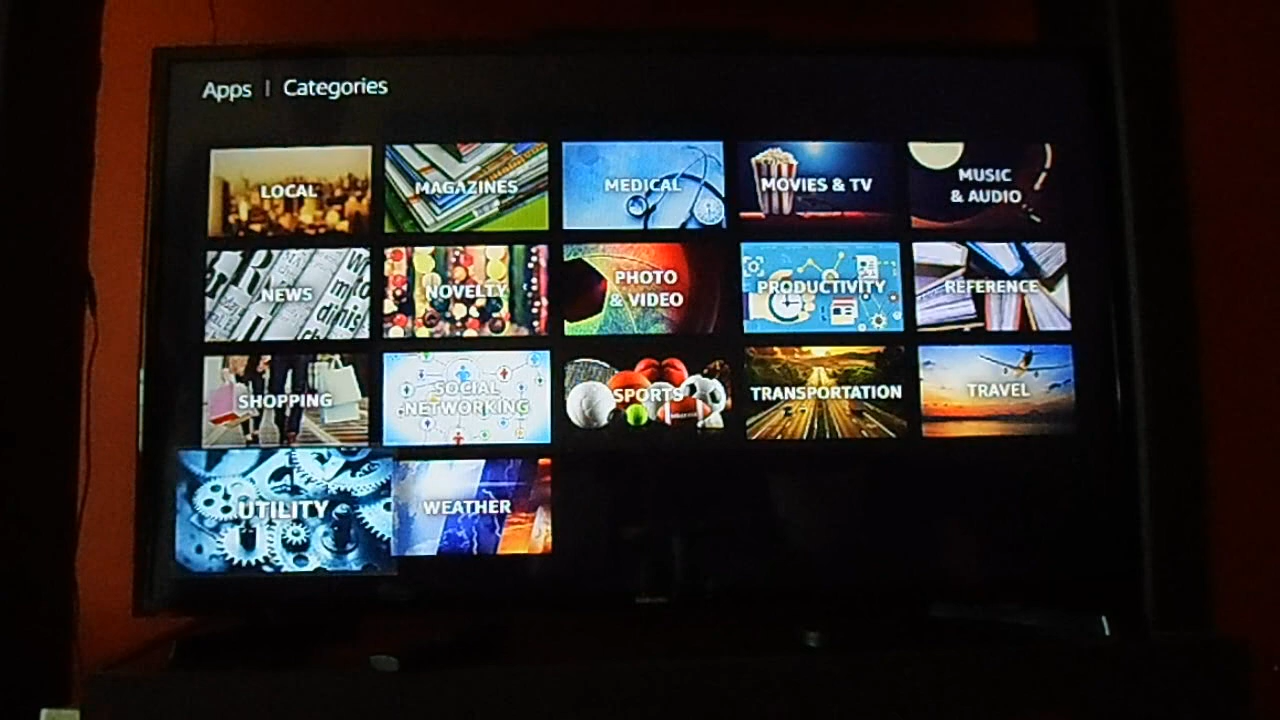 Apps | Categories
LOCAL
MAGAZINES
MEDICAL
MOVIES & TV
MUSIC
& AUDIO
NEWS
NOVELTY
PHOTO
& VIDEO
PRODUCTIVITY
REFERENCE
SHOPPING
SOCIAL
NETWORKING
SPORTS
TRANSPORTATION
TRAVEL
UTILITY
WEATHER